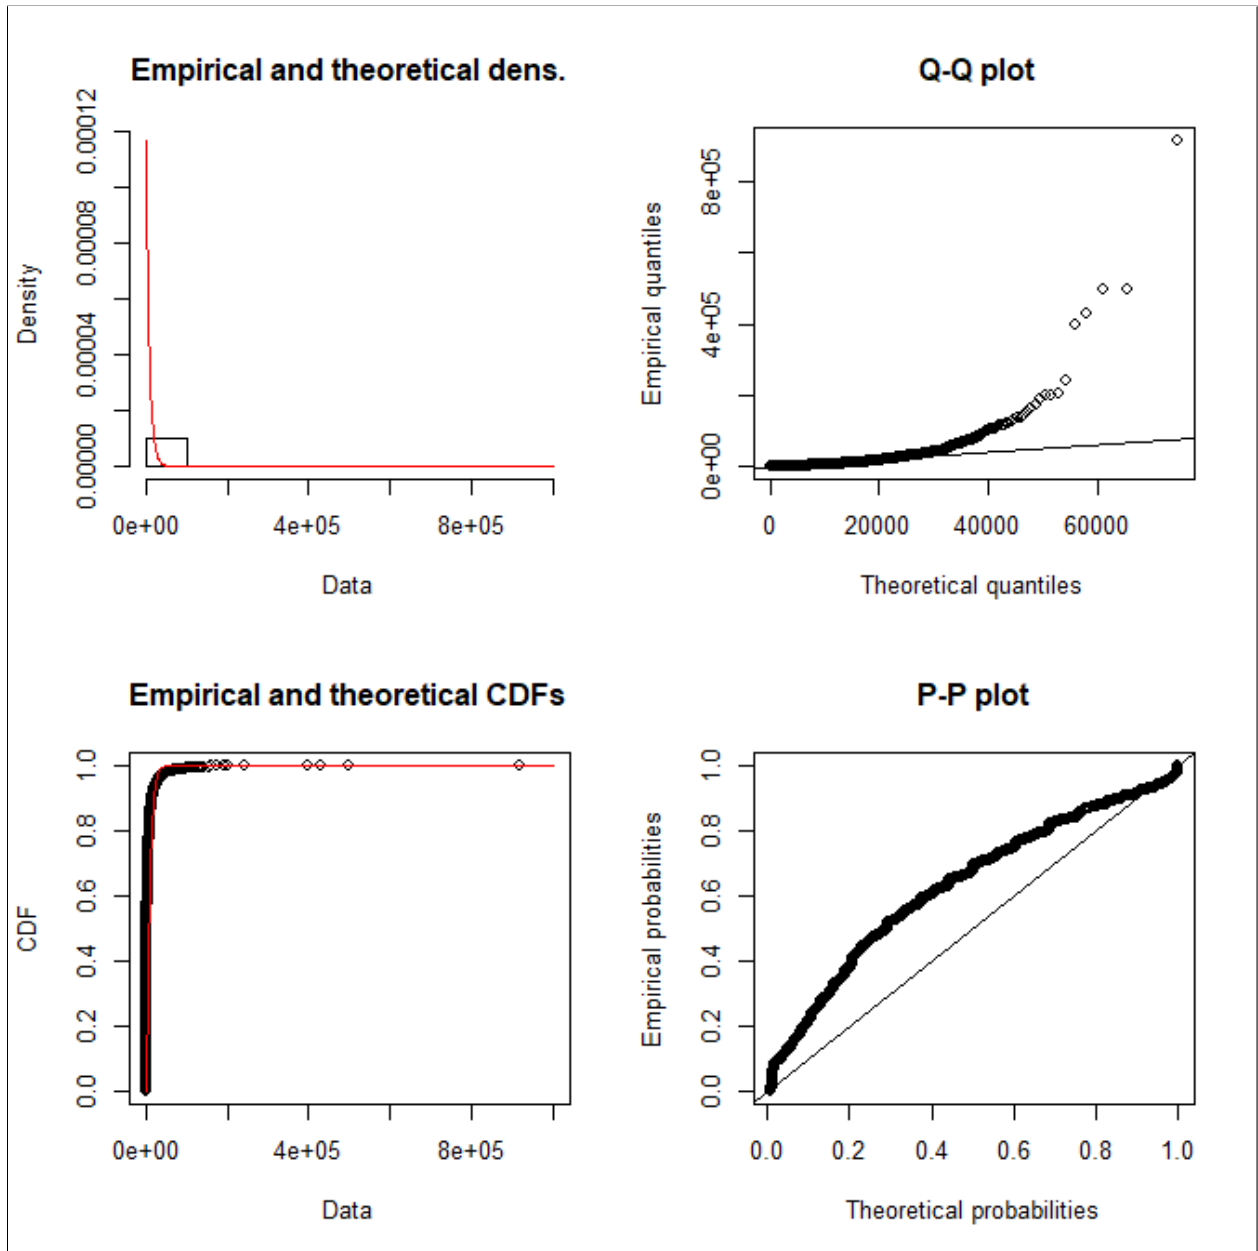 Empirical and theoretical dens.
Density
0.00000
0.00004
0.00008
0.00012
0e+00
4e+05
8e+05
Data
Q-Q plot
Empirical quantiles
0e+00
4e+05
8e+05
0
20000
40000
60000
Theoretical quantiles
Empirical and theoretical CDFs
CDF
0.0
0.2
0.4
0.6
0.8
1.0
0e+00
4e+05
8e+05
Data
P-P plot
Empirical probabilities
0.0
0.2
0.4
0.6
0.8
1.0
0.0
0.2
0.4
0.6
0.8
1.0
Theoretical probabilities